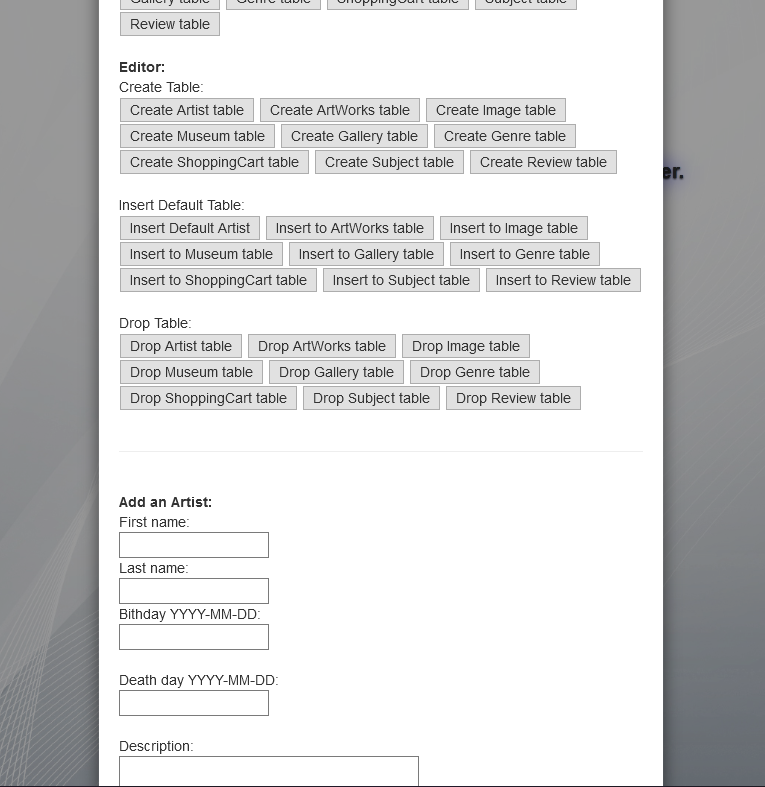 Gallery table Genre table ShoppingCart table Subject table
Review table
Editor:
Create Table:
Create Artist table Create ArtWorks table Create Image table
Create Museum table Create Gallery table Create Genre table
Create ShoppingCart table Create Subject table Create Review table
er.
Insert Default Table:
Insert Default Artist Insert to ArtWorks table Insert to Image table
Insert to Museum table Insert to Gallery table Insert to Genre table
Insert to ShoppingCart table Insert to Subject table Insert to Review table
Drop Table:
Drop Artist table Drop ArtWorks table Drop Image table
Drop Museum table Drop Gallery table Drop Genre table
Drop ShoppingCart table Drop Subject table Drop Review table
Add an Artist:
First name:
Last name:
Bithday YYYY-MM-DD:
Death day YYYY-MM-DD:
Description: